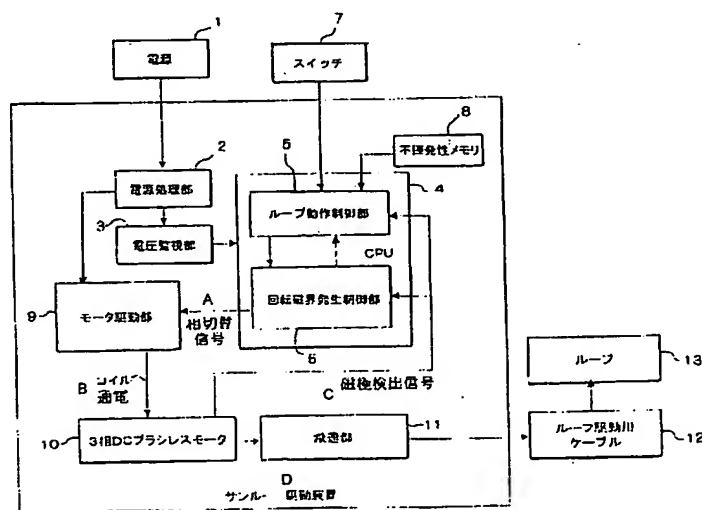 1
電源
7
スイッチ
8
不揮発性メモリ
2
電源処理部
3
電圧監視部
5
ループ動作制御部
4
CPU
回転磁界発生制御部
6
9
モータ駆動部
A
相切替
信号
B
コイル
通電
C
磁極検出信号
10
3相DCブラシレスモータ
11
減速部
ループ
13
ルーフ駆動用
ケーブル
12
D
駆動装置